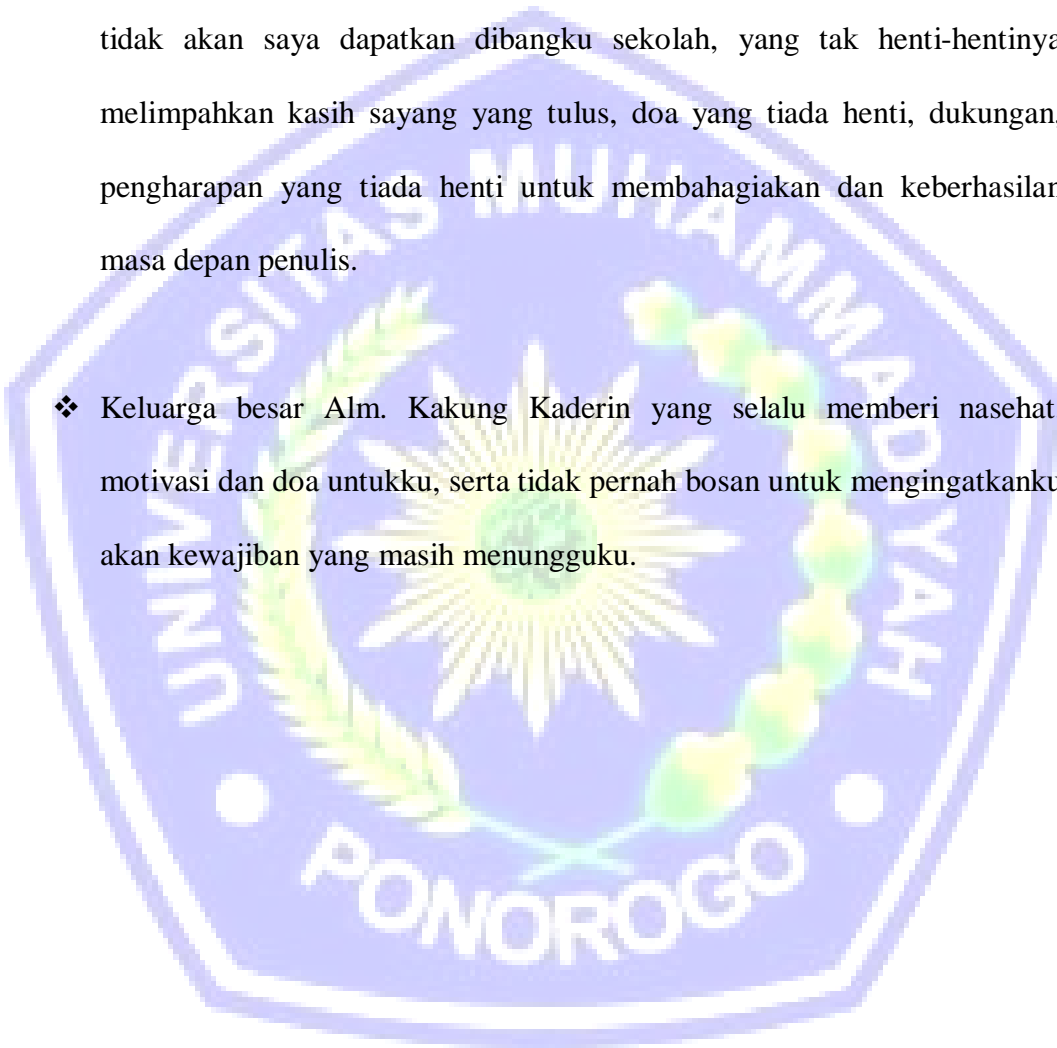 tidak akan saya dapatkan dibangku sekolah, yang tak henti-hentinya
melimpahkan kasih sayang yang tulus, doa yang tiada henti, dukungan,
pengharapan yang tiada henti untuk membahagiakan dan keberhasilan
masa depan penulis.
❖ Keluarga besar Alm. Kakung Kaderin yang selalu memberi nasehat
motivasi dan doa untukku, serta tidak pernah bosan untuk mengingatkanku
akan kewajiban yang masih menungguku.
UNIVERSITAS MUHAMMADIYAH
PONOROGO